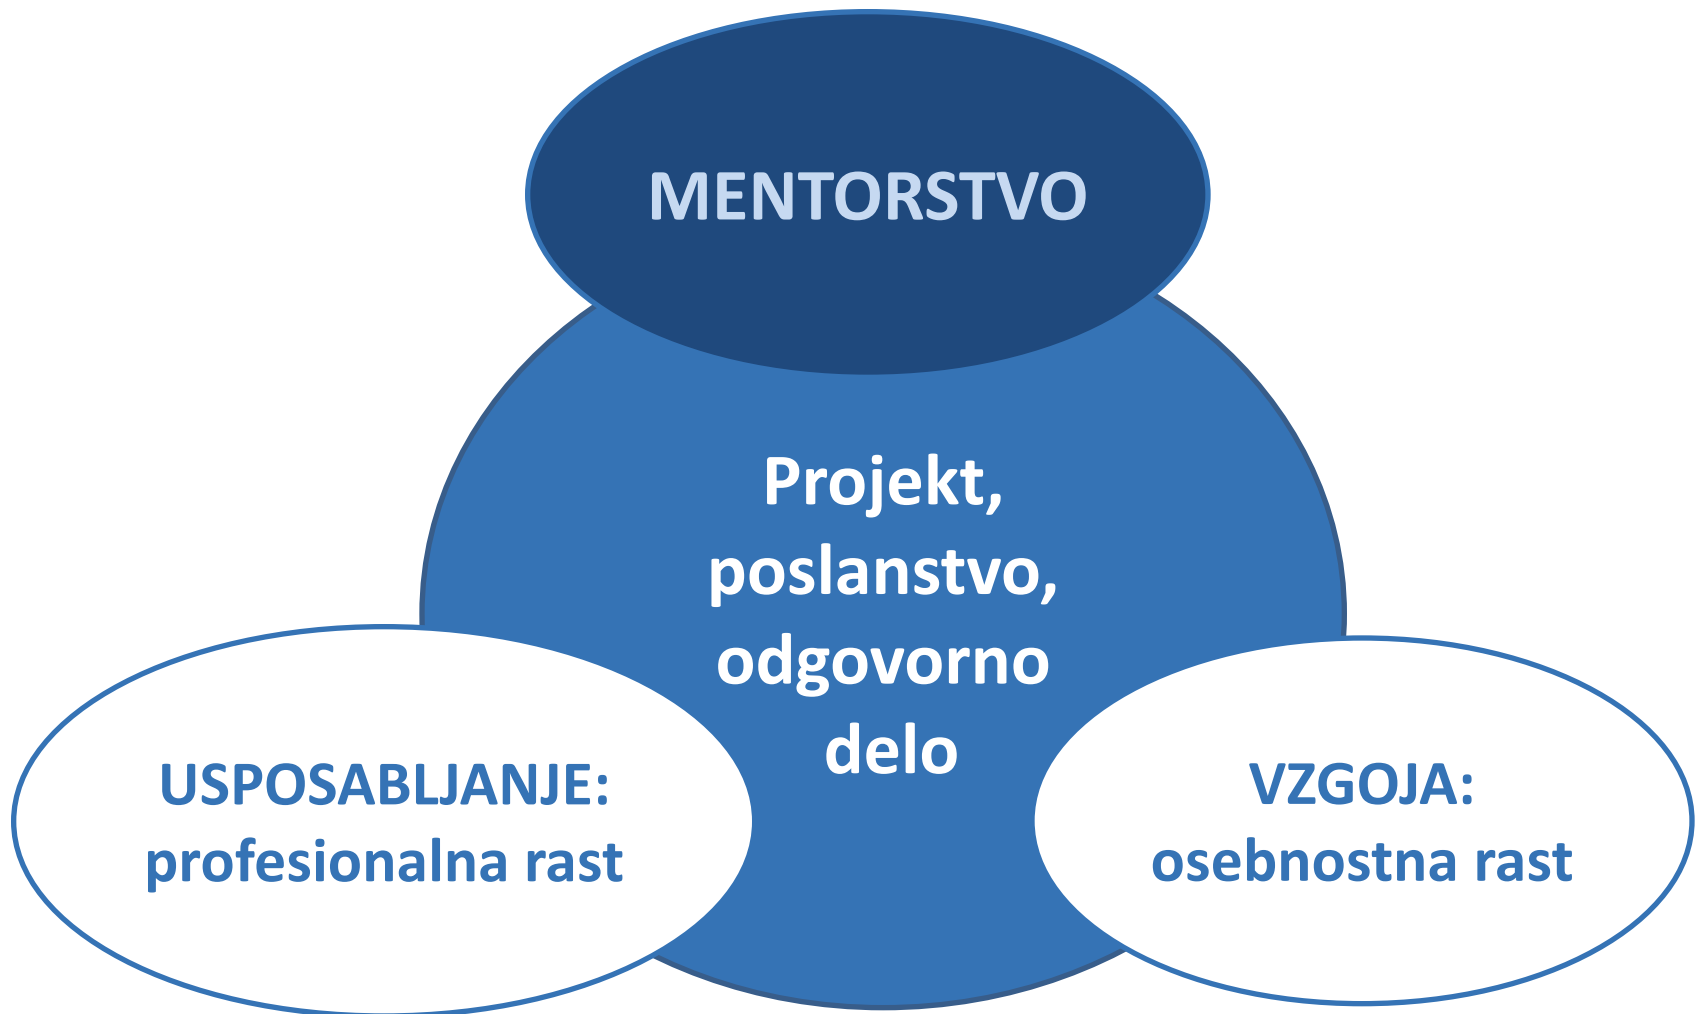 MENTORSTVO
Projekt,
poslanstvo,
odgovorno
delo
USPOSABLJANJE:
profesionalna rast
VZGOJA:
osebnostna rast